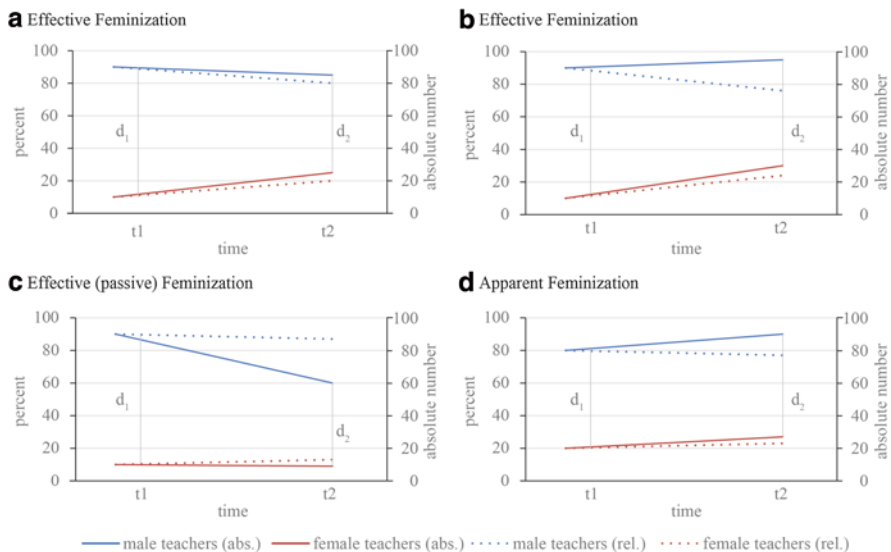 a Effective Feminization
100
80
60
40
20
0
percent
100
80
60
40
20
0
absolute number
d1
d2
t1
t2
time
b Effective Feminization
100
80
60
40
20
0
percent
100
80
60
40
20
0
absolute number
d1
d2
t1
t2
time
c Effective (passive) Feminization
100
80
60
40
20
0
percent
100
80
60
40
20
0
absolute number
d1
d2
t1
t2
time
d Apparent Feminization
100
80
60
40
20
0
percent
100
80
60
40
20
0
absolute number
d1
d2
t1
t2
time
male teachers (abs.) female teachers (abs.) male teachers (rel.) female teachers (rel.)